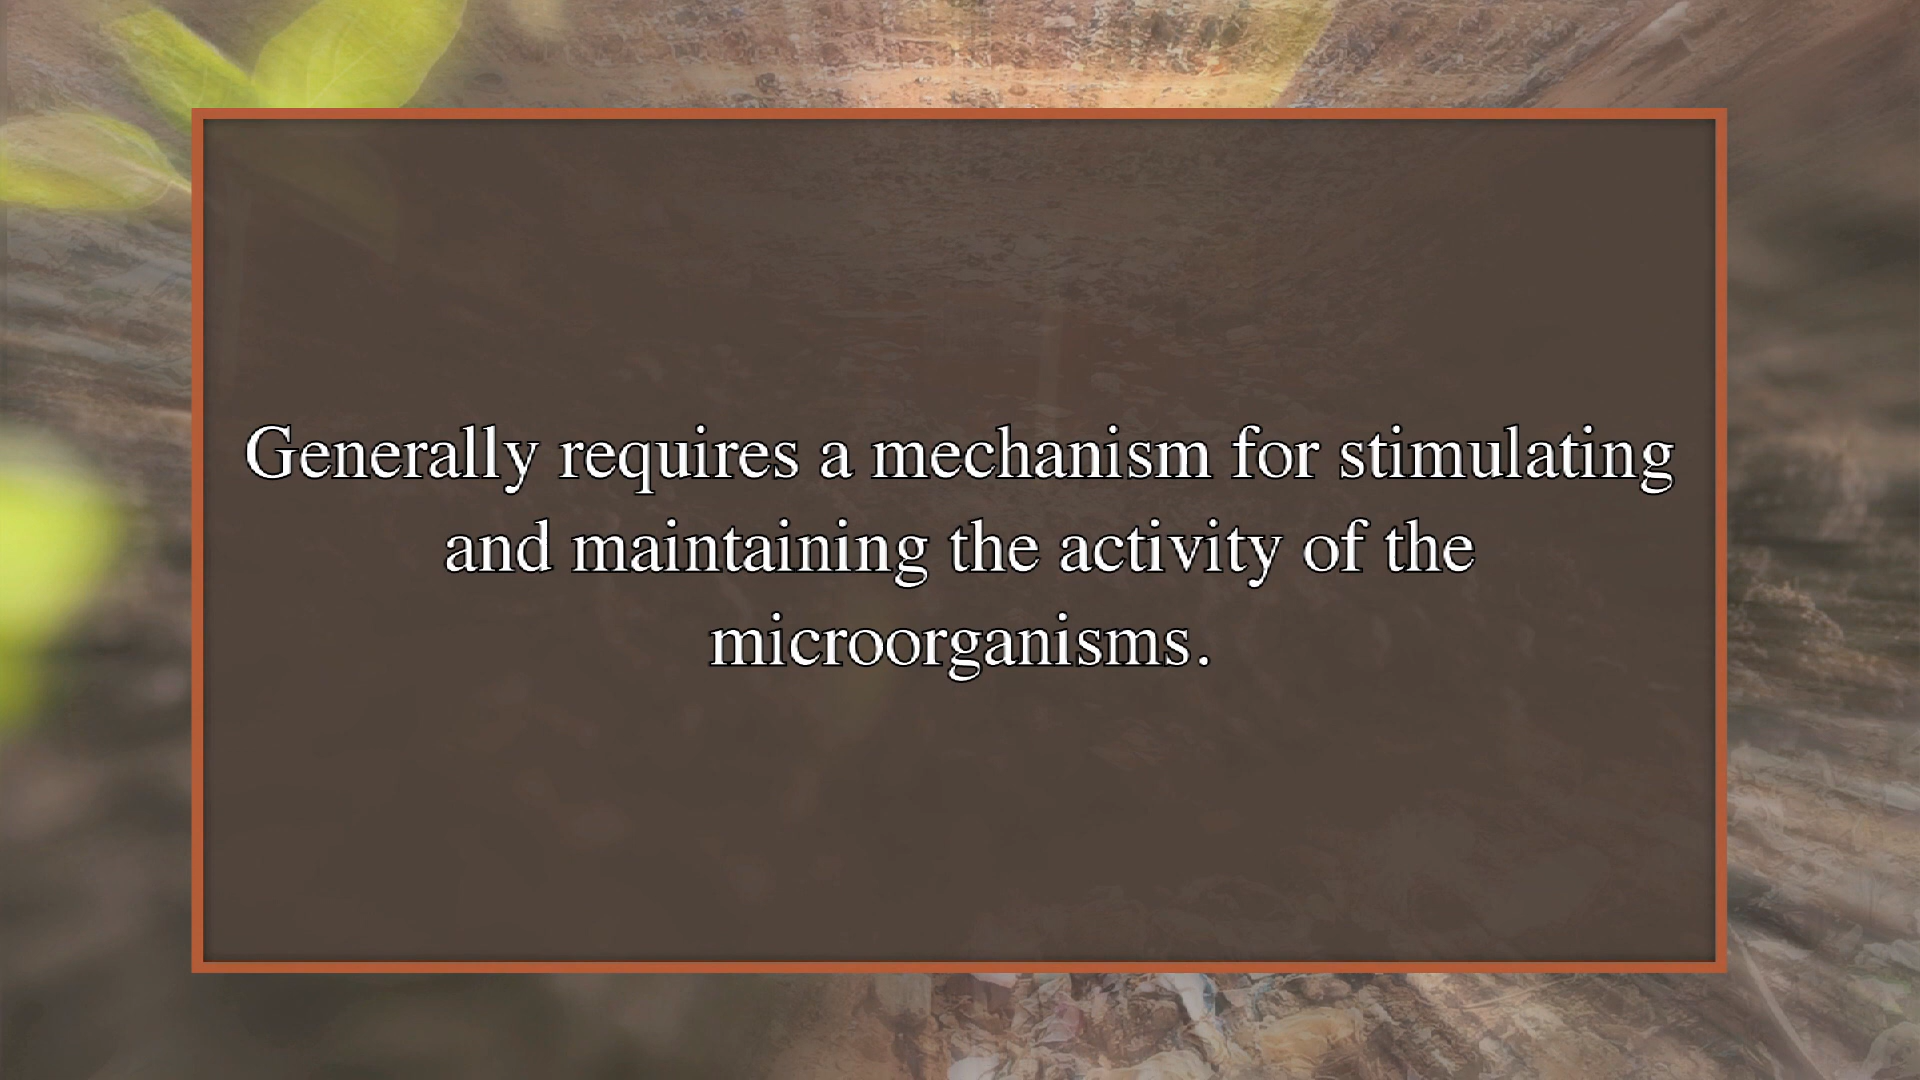 Generally requires a mechanism for stimulating
and maintaining the activity of the
microorganisms.